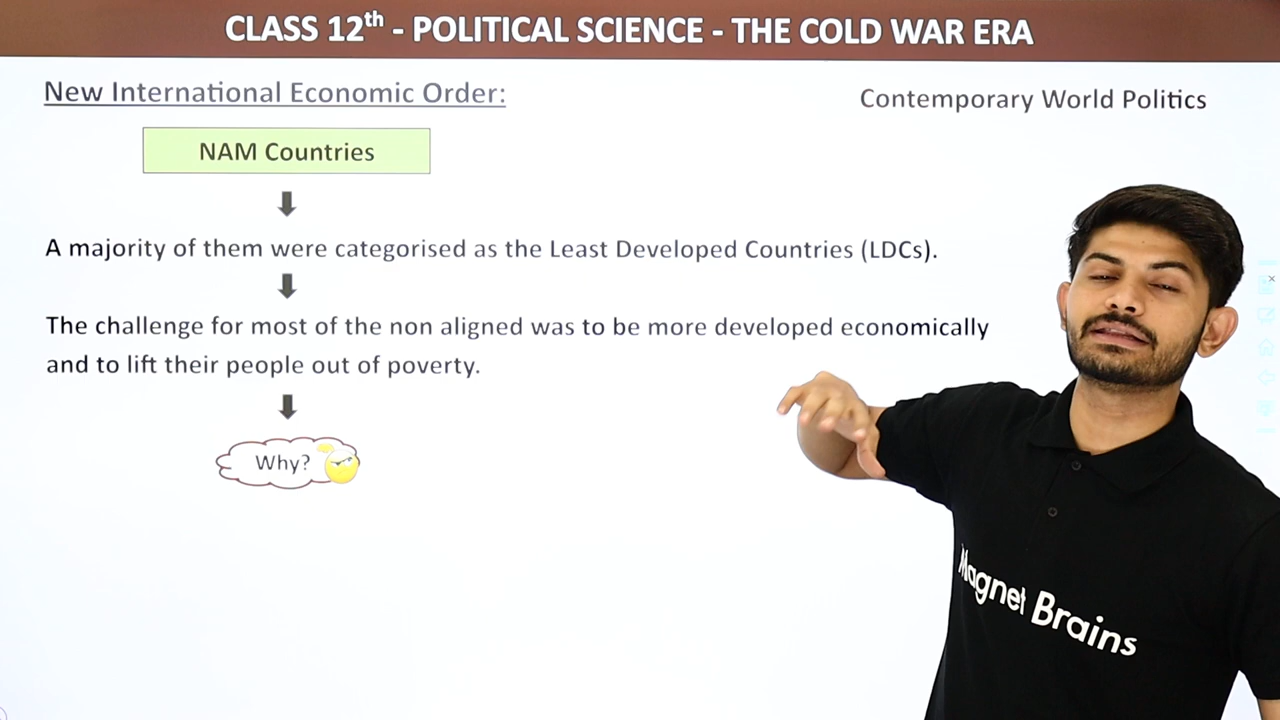 CLASS 12th - POLITICAL SCIENCE - THE COLD WAR ERA
New International Economic Order:
Contemporary World Politics
NAM Countries
A majority of them were categorised as the Least Developed Countries (LDCs).
The challenge for most of the non aligned was to be more developed economically
and to lift their people out of poverty.
Why?
Magnet Brains